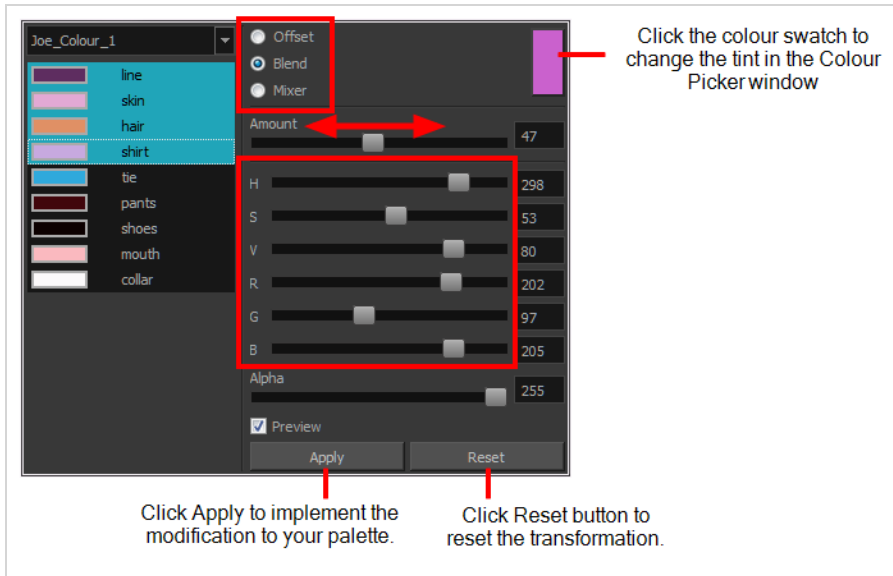 Joe_Colour_1
line
skin
hair
shirt
tie
pants
shoes
mouth
collar
Offset
Blend
Mixer
Amount
47
H
298
S
53
V
80
R
202
G
97
B
205
Alpha
255
Preview
Apply
Reset
Click the colour swatch to
change the tint in the Colour
Picker window
Click Apply to implement the
modification to your palette.
Click Reset button to
reset the transformation.